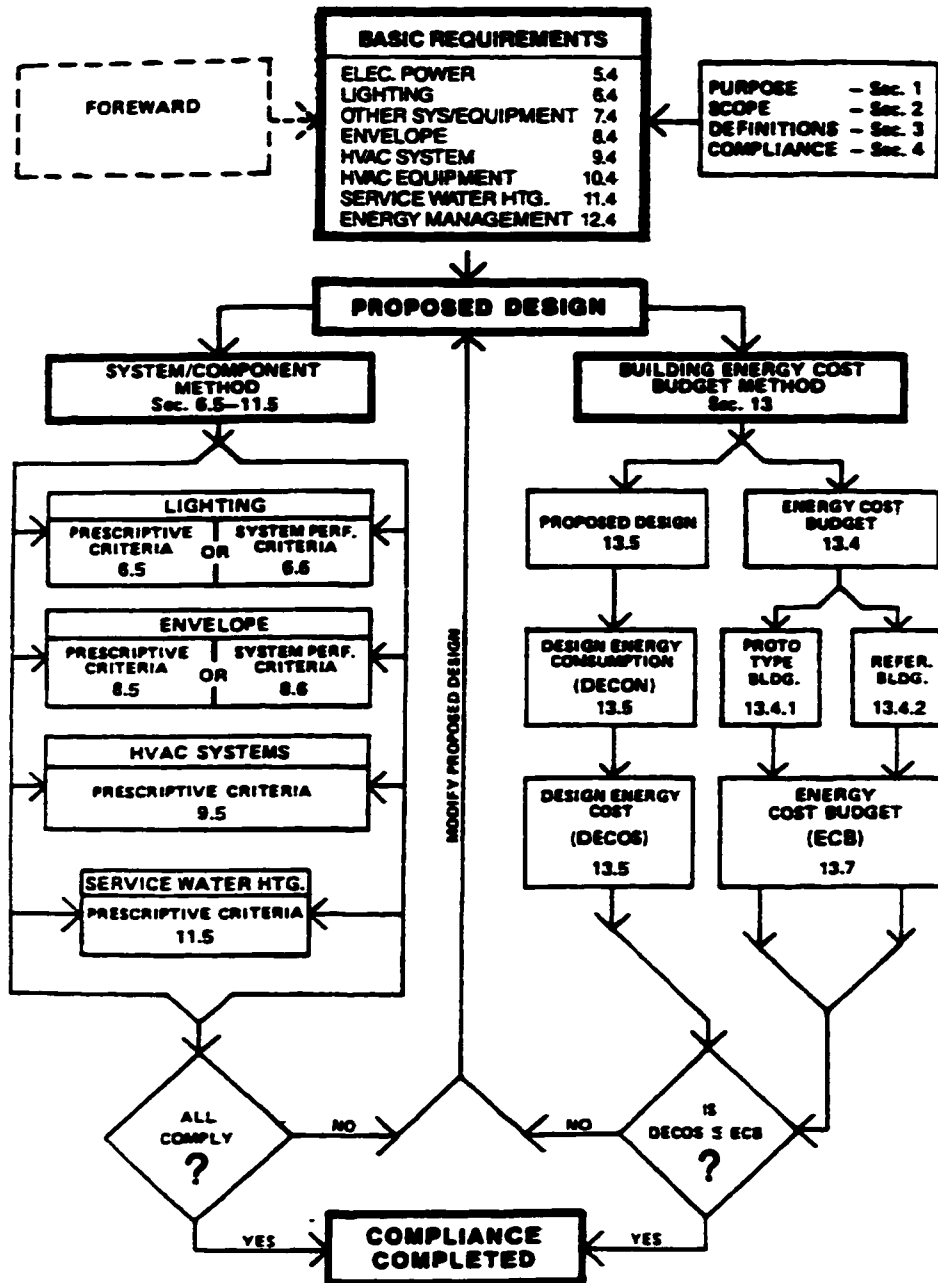 BASIC REQUIREMENTS
ELEC. POWER 5.4
LIGHTING 6.4
OTHER SYS/EQUIPMENT 7.4
ENVELOPE 8.4
HVAC SYSTEM 9.4
HVAC EQUIPMENT 10.4
SERVICE WATER HTG. 11.4
ENERGY MANAGEMENT 12.4
FOREWARD
PURPOSE – Sec. 1
SCOPE – Sec. 2
DEFINITIONS – Sec. 3
COMPLIANCE – Sec. 4
PROPOSED DESIGN
SYSTEM/COMPONENT
METHOD
Sec. 6.5–11.5
BUILDING ENERGY COST
BUDGET METHOD
Sec. 13
LIGHTING
PRESCRIPTIVE
CRITERIA
6.5
OR
SYSTEM PERF.
CRITERIA
6.6
ENVELOPE
PRESCRIPTIVE
CRITERIA
8.5
OR
SYSTEM PERF.
CRITERIA
8.6
HVAC SYSTEMS
PRESCRIPTIVE CRITERIA
9.5
SERVICE WATER HTG.
PRESCRIPTIVE CRITERIA
11.5
MODIFY PROPOSED DESIGN
PROPOSED DESIGN
13.5
ENERGY COST
BUDGET
13.4
DESIGN ENERGY
CONSUMPTION
(DECON)
13.5
PROTO
TYPE
BLDG.
13.4.1
REFER.
BLDG.
13.4.2
DESIGN ENERGY
COST
(DECOS)
13.5
ENERGY
COST BUDGET
(ECB)
13.7
ALL
COMPLY
?
NO
YES
IS
DECOS ≤ ECB
?
NO
YES
COMPLIANCE
COMPLETED